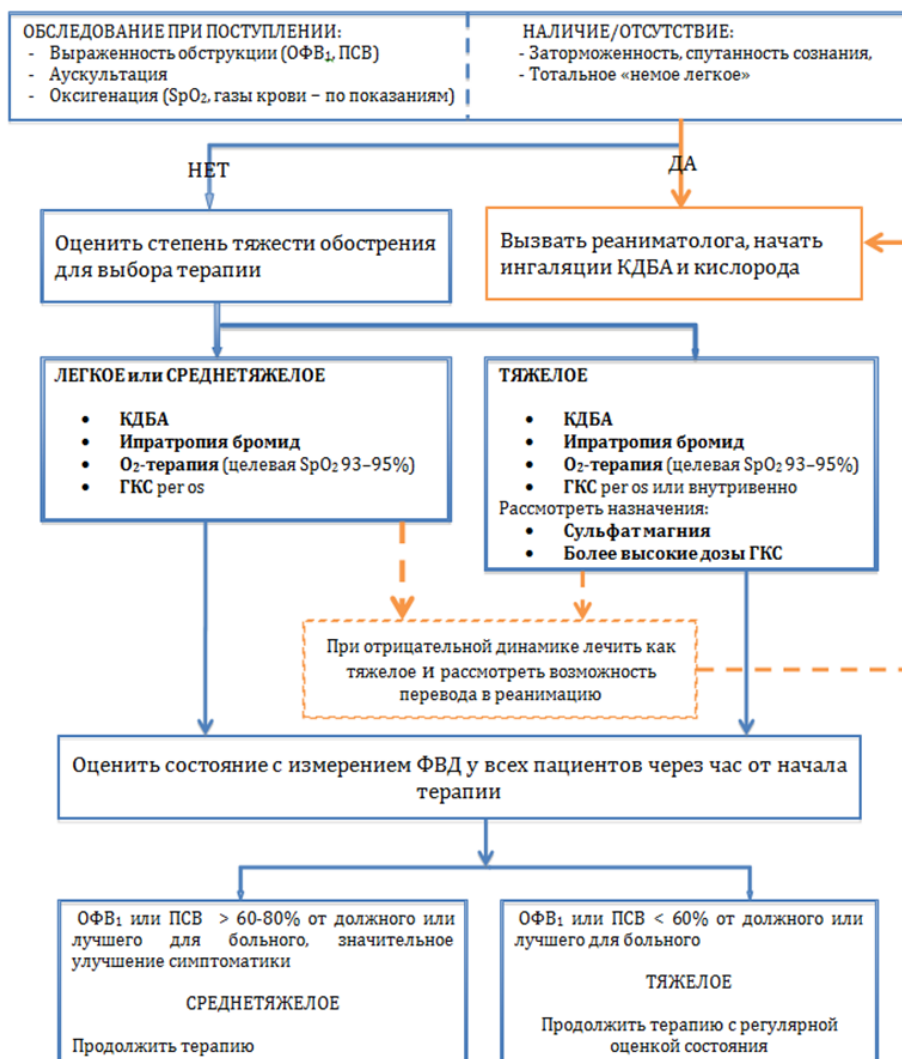 ОБСЛЕДОВАНИЕ ПРИ ПОСТУПЛЕНИИ:
- Выраженность обструкции (ОФВ₁, ПСВ)
- Аускультация
- Оксигенация (SpO₂, газы крови – по показаниям)
НАЛИЧИЕ/ОТСУТСТВИЕ:
- Заторможенность, спутанность сознания,
- Тотальное «немое легкое»
НЕТ
ДА
Оценить степень тяжести обострения
для выбора терапии
Вызвать реаниматолога, начать
ингаляции КДБА и кислорода
ЛЕГКОЕ или СРЕДНЕТЯЖЕЛОЕ
• КДБА
• Ипратропия бромид
• О₂-терапия (целевая SpO₂ 93–95%)
• ГКС per os
ТЯЖЕЛОЕ
• КДБА
• Ипратропия бромид
• О₂-терапия (целевая SpO₂ 93–95%)
• ГКС per os или внутривенно
Рассмотреть назначения:
• Сульфат магния
• Более высокие дозы ГКС
При отрицательной динамике лечить как
тяжелое и рассмотреть возможность
перевода в реанимацию
Оценить состояние с измерением ФВД у всех пациентов через час от начала
терапии
ОФВ₁ или ПСВ > 60-80% от должного или
лучшего для больного, значительное
улучшение симптоматики
СРЕДНЕТЯЖЕЛОЕ
Продолжить терапию
ОФВ₁ или ПСВ < 60% от должного или
лучшего для больного
ТЯЖЕЛОЕ
Продолжить терапию с регулярной
оценкой состояния